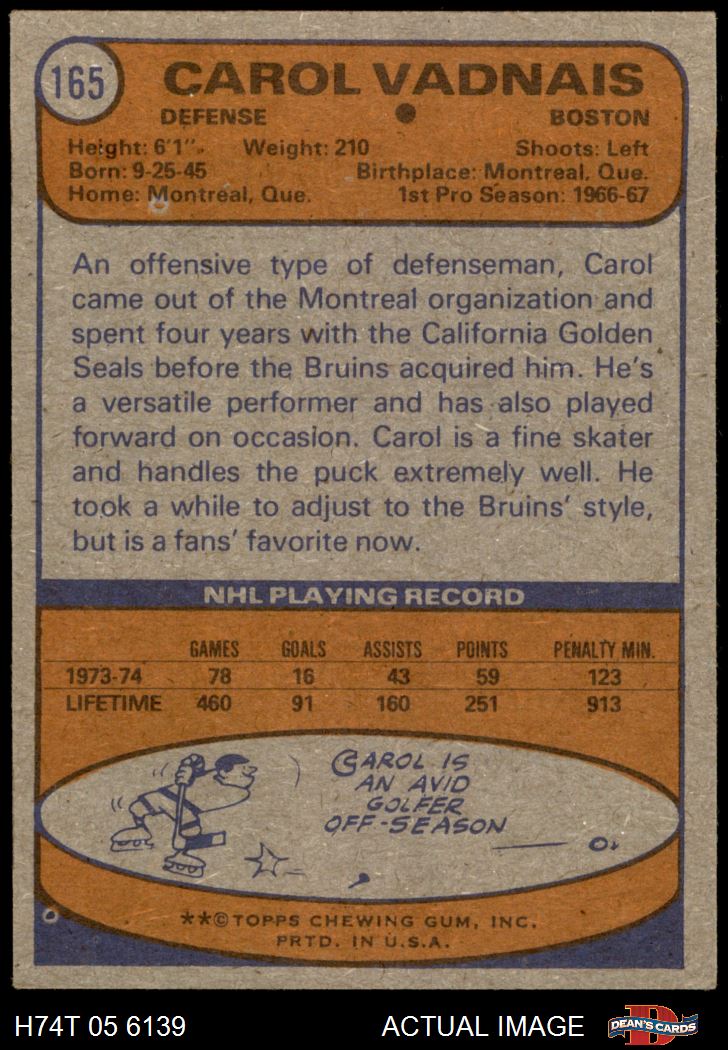 165
CAROL VADNAIS
DEFENSE BOSTON
Height: 6'1". Weight: 210 Shoots: Left
Born: 9-25-45 Birthplace: Montreal, Que.
Home: Montreal, Que. 1st Pro Season: 1966-67
An offensive type of defenseman, Carol
came out of the Montreal organization and
spent four years with the California Golden
Seals before the Bruins acquired him. He's
a versatile performer and has also played
forward on occasion. Carol is a fine skater
and handles the puck extremely well. He
took a while to adjust to the Bruins' style,
but is a fans' favorite now.
NHL PLAYING RECORD
GAMES GOALS ASSISTS POINTS PENALTY MIN.
1973-74 78 16 43 59 123
LIFETIME 460 91 160 251 913
CAROL IS
AN AVID
GOLFER
OFF-SEASON
**©TOPPS CHEWING GUM, INC.
PRTD. IN U.S.A.
H74T 05 6139 ACTUAL IMAGE D DEAN'S CARDS